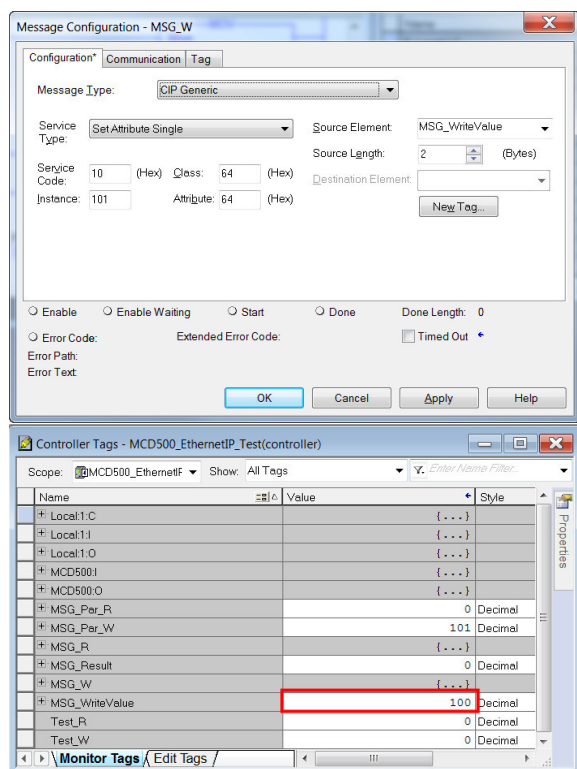 Message Configuration - MSG_W
Configuration* Communication Tag
Message Type: CIP Generic
Service Type: Set Attribute Single
Source Element: MSG_WriteValue
Source Length: 2 (Bytes)
Service Code: 10 (Hex) Class: 64 (Hex)
Destination Element:
Instance: 101 Attribute: 64 (Hex)
New Tag...
Enable Enable Waiting Start Done Done Length: 0
Error Code: Extended Error Code: Timed Out
Error Path:
Error Text:
OK Cancel Apply Help
Controller Tags - MCD500_EthernetIP_Test(controller)
Scope: MCD500_EthernetIF Show: All Tags Enter Name Filter...
Name Value Style
Local:1:C {...}
Local:1:I {...}
Local:1:O {...}
MCD500:I {...}
MCD500:O {...}
MSG_Par_R 0 Decimal
MSG_Par_W 101 Decimal
MSG_R {...}
MSG_Result 0 Decimal
MSG_W {...}
MSG_WriteValue 100 Decimal
Test_R 0 Decimal
Test_W 0 Decimal
Monitor Tags Edit Tags
Properties